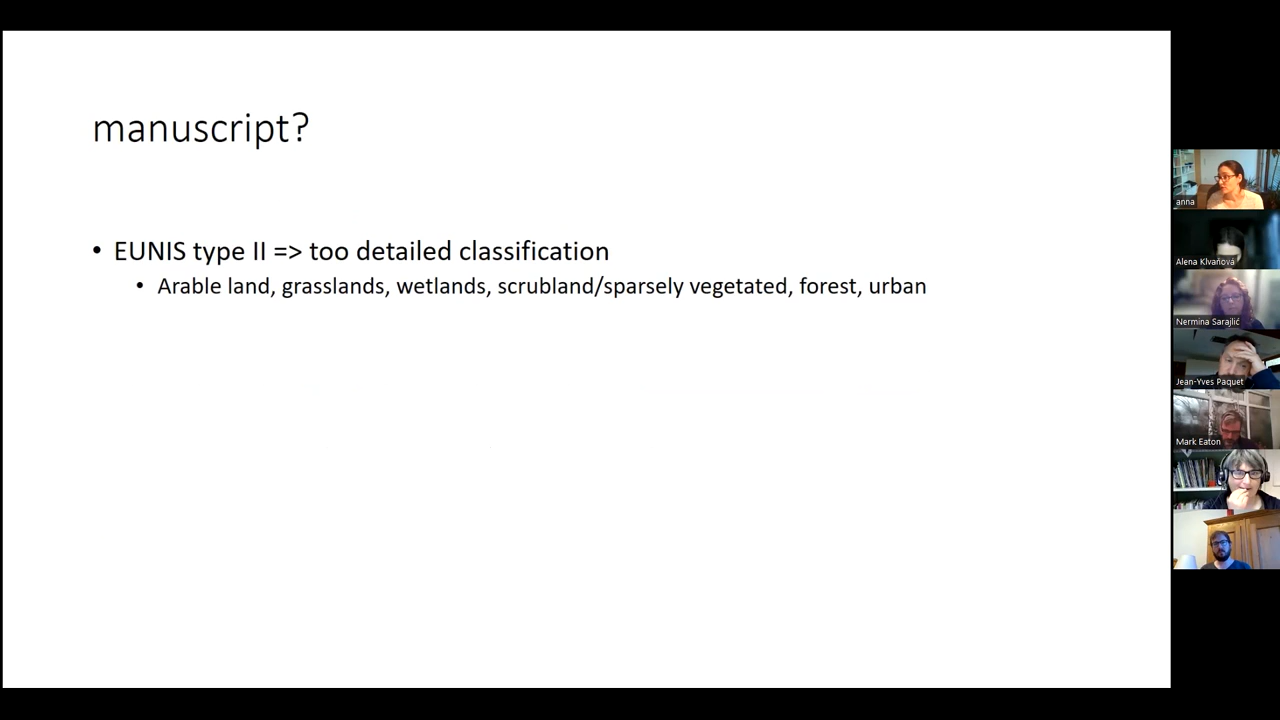 manuscript?
• EUNIS type II => too detailed classification
• Arable land, grasslands, wetlands, scrubland/sparsely vegetated, forest, urban
anna
Alena Klvaňová
Nermina Sarajlić
Jean-Yves Paquet
Mark Eaton